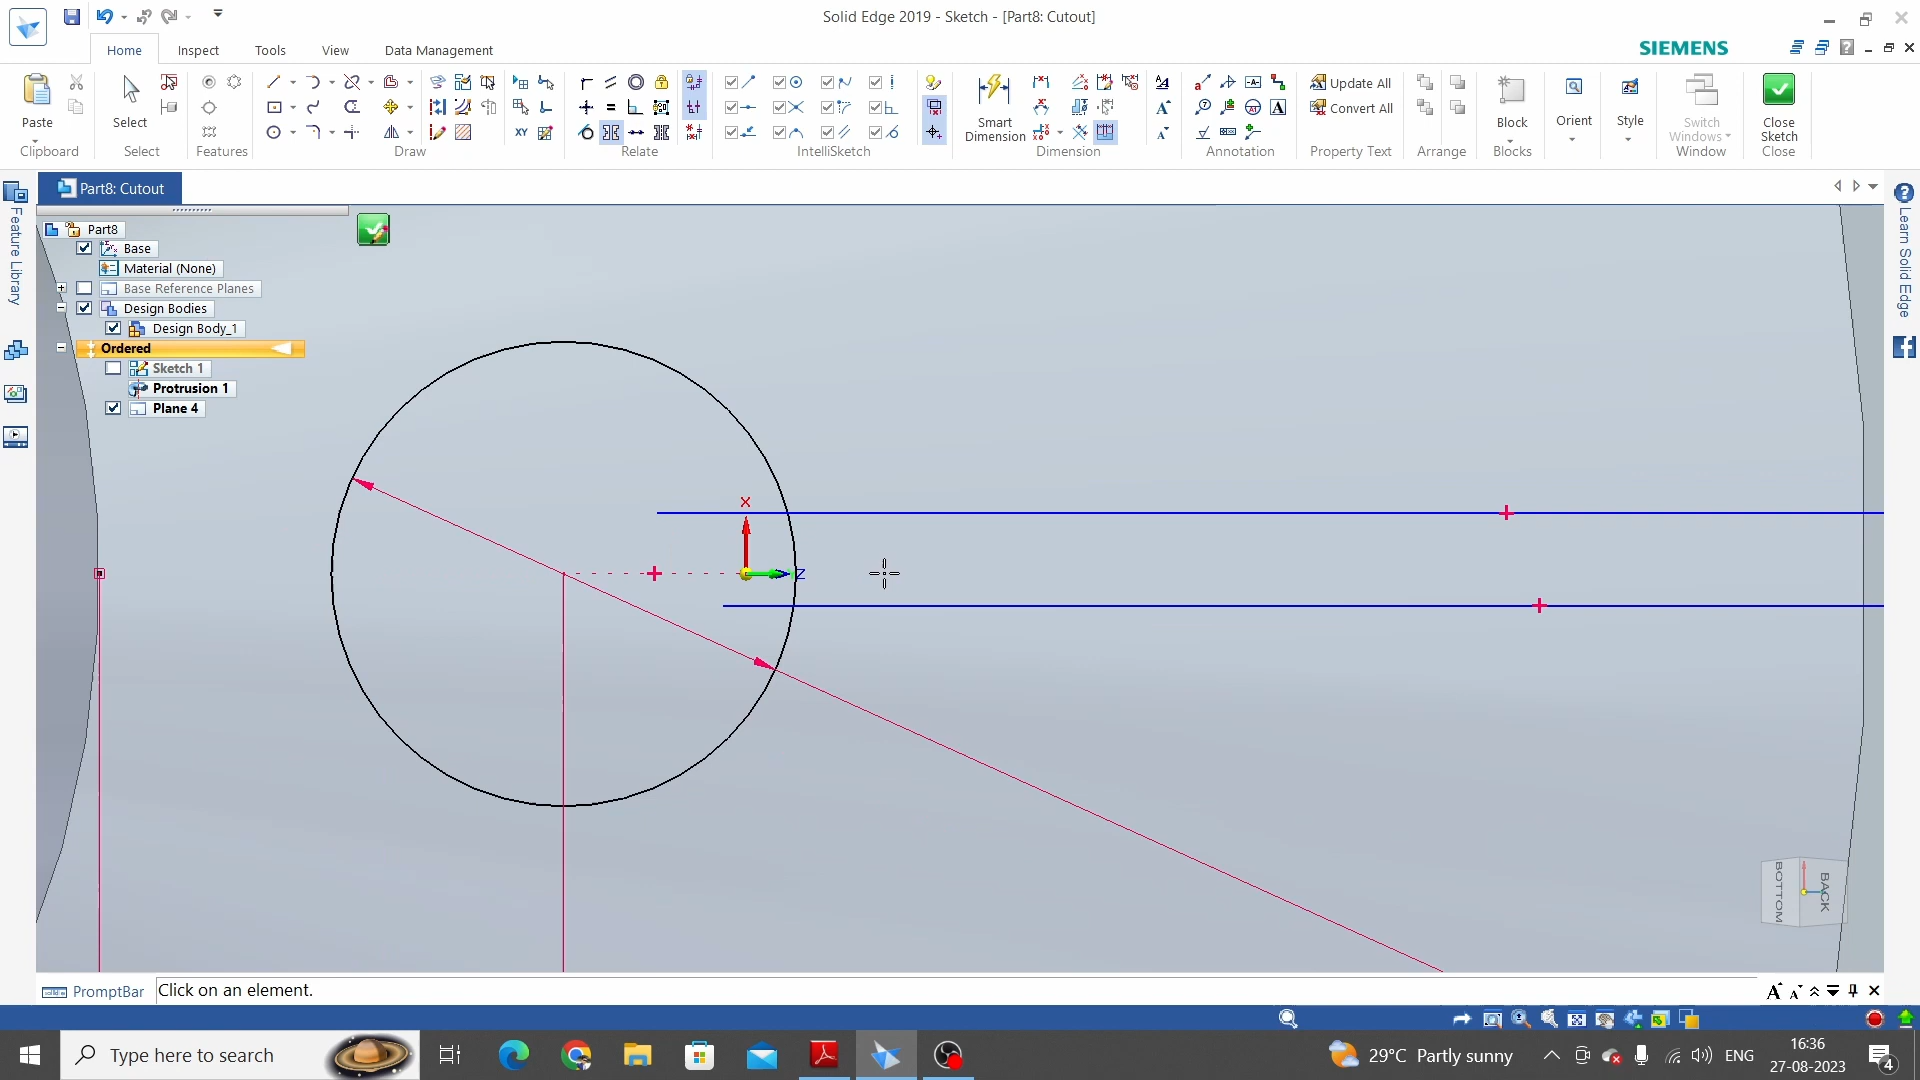 Solid Edge 2019 - Sketch - [Part8: Cutout]
Home Inspect Tools View Data Management
SIEMENS
Paste
Select
Smart Dimension
Update All
Convert All
Block
Orient
Style
Switch Windows
Close Sketch
Clipboard Select Features Draw Relate IntelliSketch Dimension Annotation Property Text Arrange Blocks Window Close
Part8: Cutout
Feature Library
Part8
Base
Material (None)
Base Reference Planes
Design Bodies
Design Body_1
Ordered
Sketch 1
Protrusion 1
Plane 4
X
Z
BOTTOM
BACK
Learn Solid Edge
PromptBar
Click on an element.
Type here to search
29°C Partly sunny
ENG
16:36
27-08-2023
4